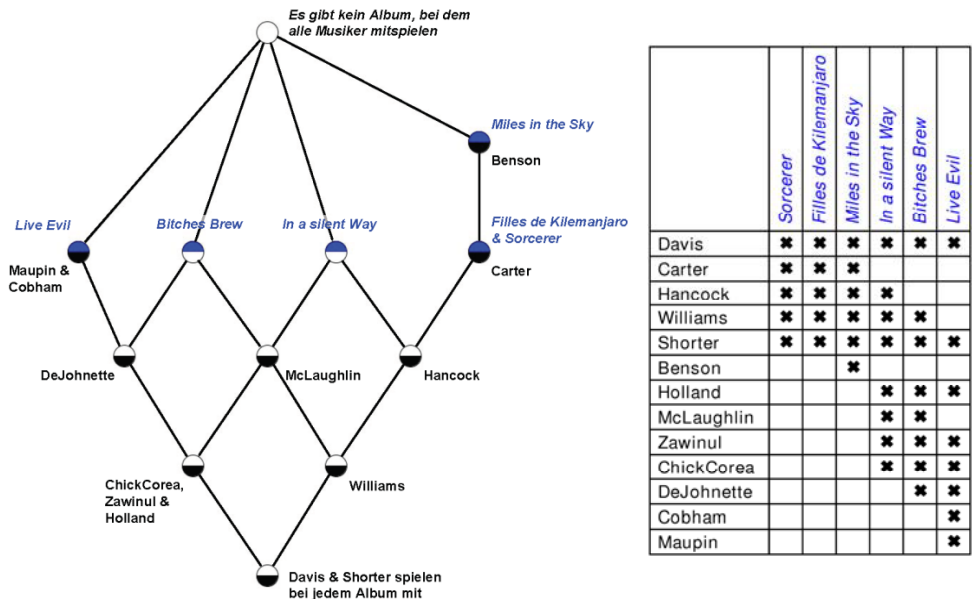 Es gibt kein Album, bei dem
alle Musiker mitspielen
Miles in the Sky
Benson
Live Evil
Bitches Brew
In a silent Way
Filles de Kilemanjaro
& Sorcerer
Maupin &
Cobham
Carter
DeJohnette
McLaughlin
Hancock
ChickCorea,
Zawinul &
Holland
Williams
Davis & Shorter spielen
bei jedem Album mit
Sorcerer
Filles de Kilemanjaro
Miles in the Sky
In a silent Way
Bitches Brew
Live Evil
Davis ✖ ✖ ✖ ✖ ✖ ✖
Carter ✖ ✖ ✖
Hancock ✖ ✖ ✖ ✖
Williams ✖ ✖ ✖ ✖ ✖
Shorter ✖ ✖ ✖ ✖ ✖ ✖
Benson ✖
Holland ✖ ✖ ✖
McLaughlin ✖ ✖
Zawinul ✖ ✖ ✖
ChickCorea ✖ ✖ ✖
DeJohnette ✖ ✖
Cobham ✖
Maupin ✖